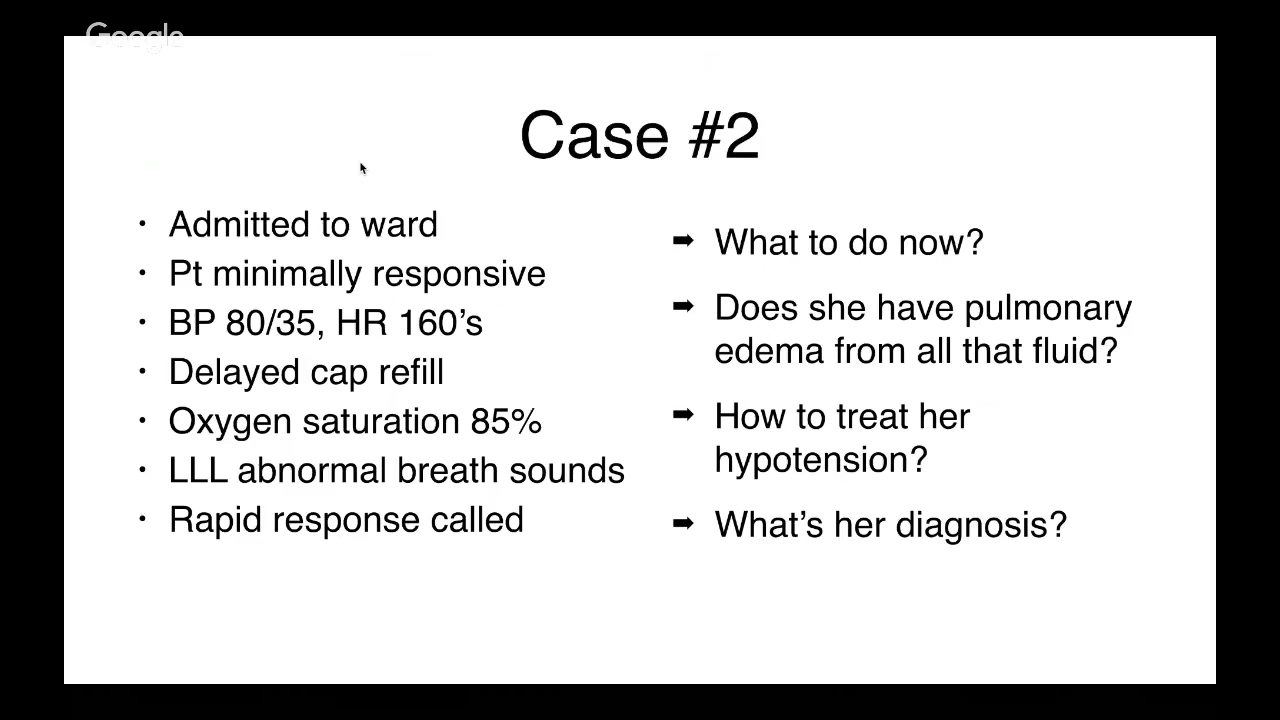 Google
Case #2
• Admitted to ward
• Pt minimally responsive
• BP 80/35, HR 160’s
• Delayed cap refill
• Oxygen saturation 85%
• LLL abnormal breath sounds
• Rapid response called
➡ What to do now?
➡ Does she have pulmonary
edema from all that fluid?
➡ How to treat her
hypotension?
➡ What’s her diagnosis?